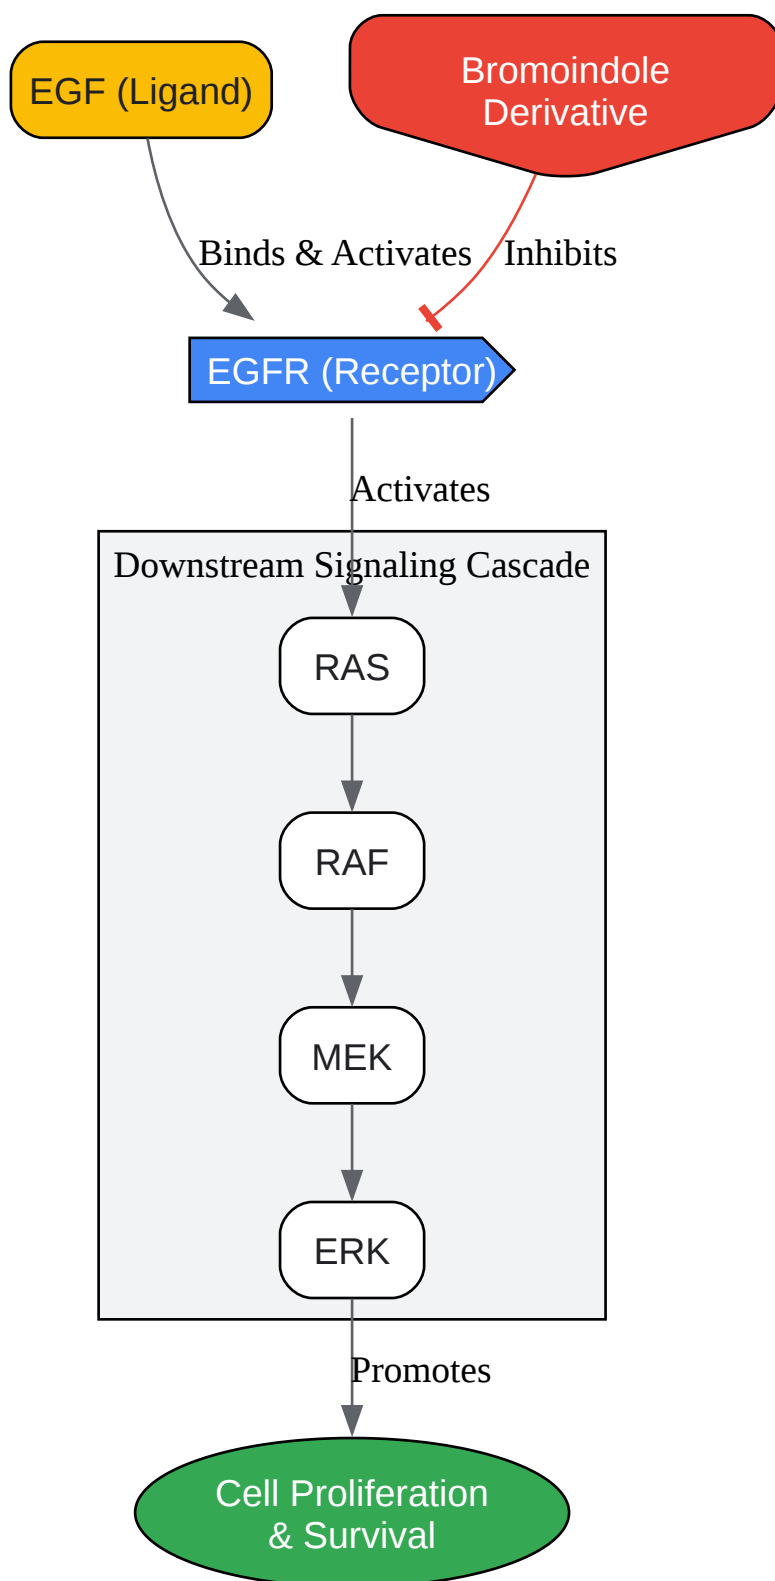 EGF (Ligand)
Bromoindole
Derivative
Binds & Activates
Inhibits
EGFR (Receptor)
Activates
Downstream Signaling Cascade
RAS
RAF
MEK
ERK
Promotes
Cell Proliferation
& Survival